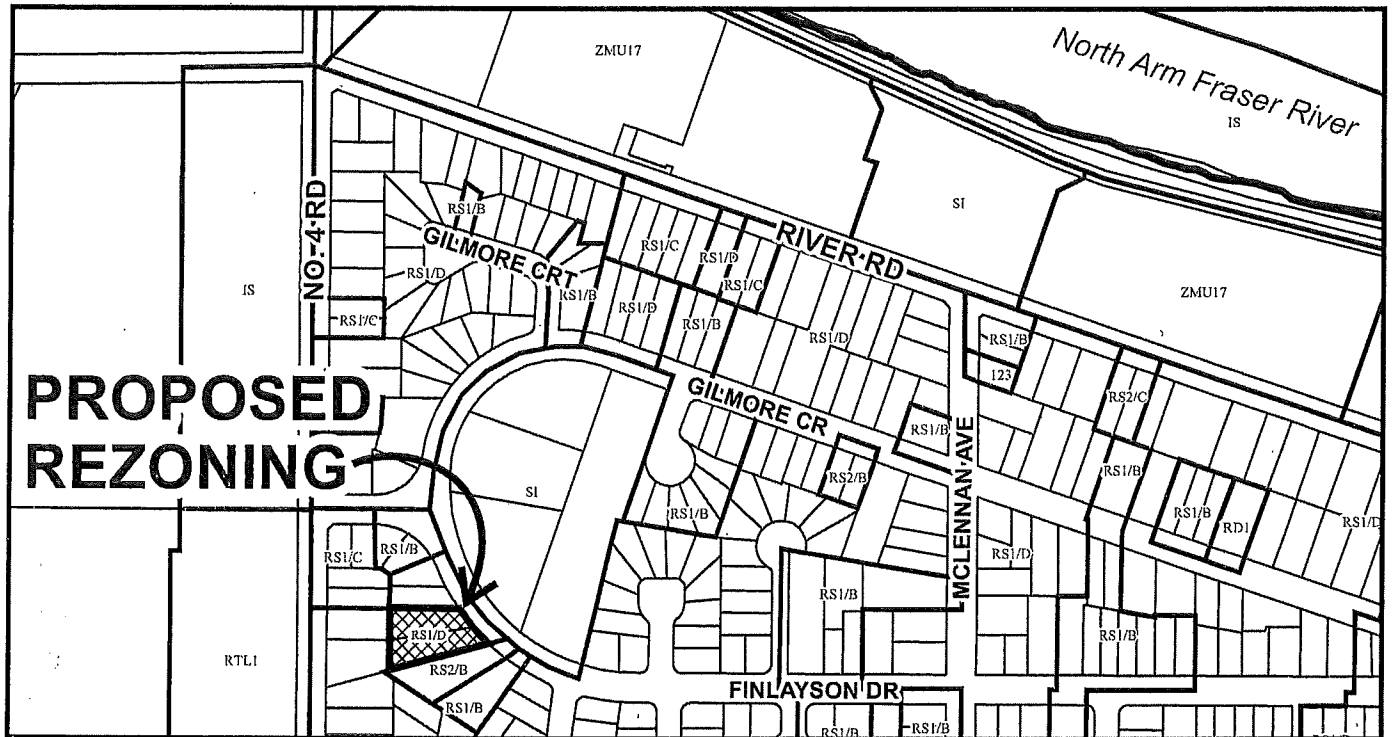 ZMU17
North Arm Fraser River
IS
SI
ZMU17
RIVER RD
NO. 4 RD
IS
RS1/B
GILMORE CRT
RS1/D
RS1/C
RS1/B
RS1/C
RS1/D
RS1/C
RS1/D
RS1/B
RS1/D
RS1/B
123
RS2/C
RS1/B
RS1/B
RD1
RS1/D
GILMORE CR
RS1/B
RS2/B
RS1/B
MCLENNAN AVE
RS1/D
RS1/B
RS1/B
PROPOSED
REZONING
SI
RS1/C
RS1/B
RS1/D
RS2/B
RS1/B
RTL1
FINLAYSON DR
RS1/B
RS1/B